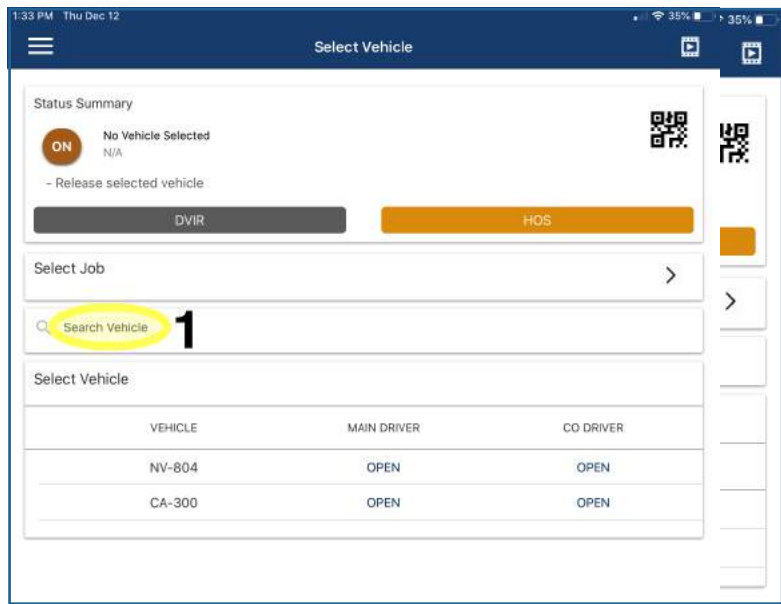 1:33 PM Thu Dec 12
35%
35%
Select Vehicle
Status Summary
ON
No Vehicle Selected
N/A
- Release selected vehicle
DVIR
HOS
Select Job
Search Vehicle
1
Select Vehicle
VEHICLE MAIN DRIVER CO DRIVER
NV-804 OPEN OPEN
CA-300 OPEN OPEN